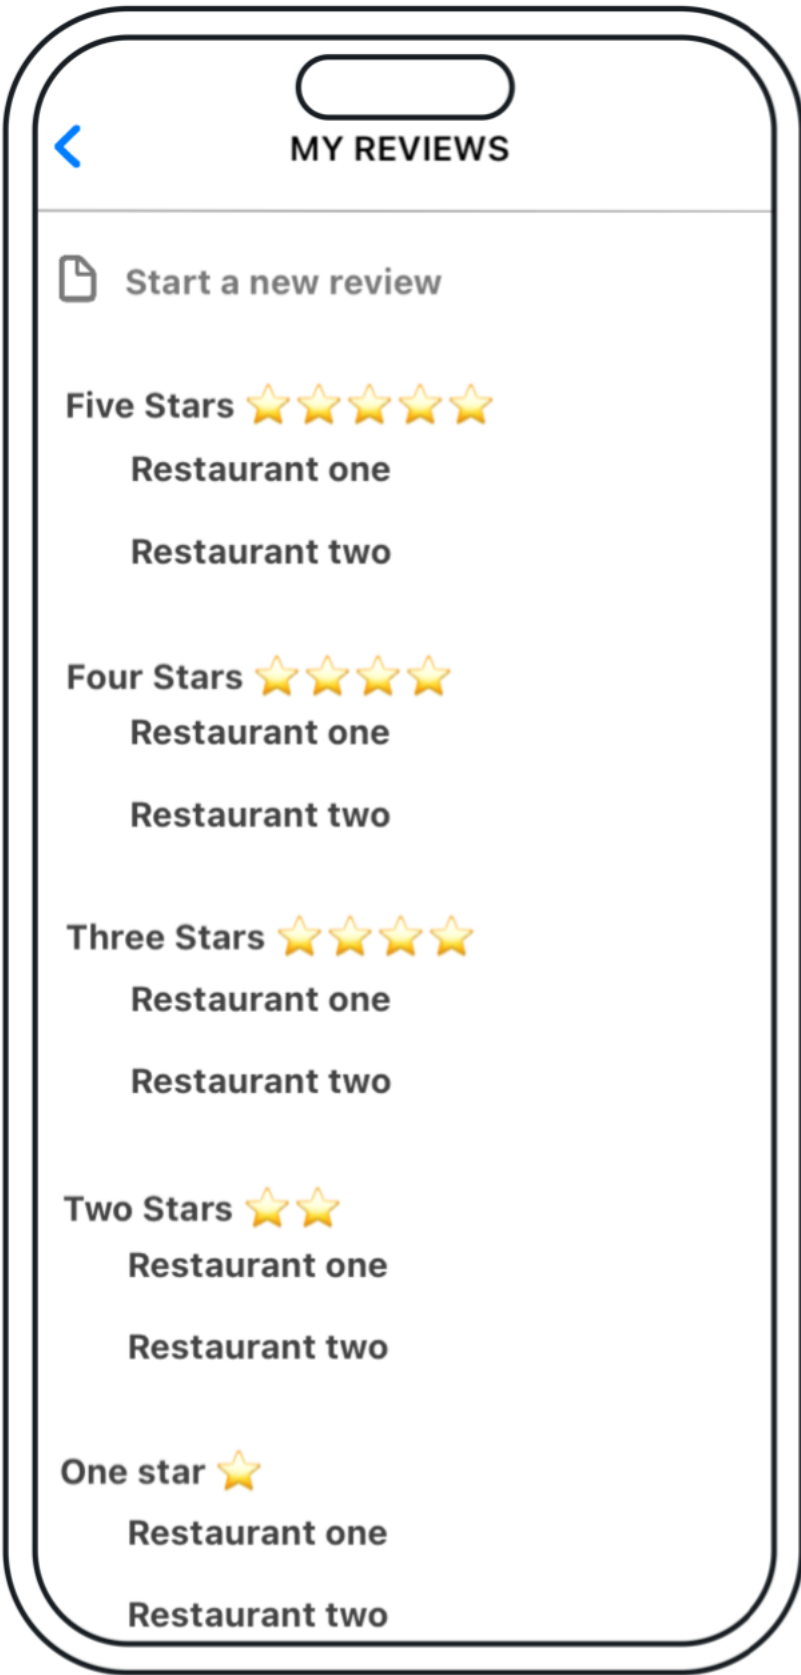 MY REVIEWS
Start a new review
Five Stars ⭐⭐⭐⭐⭐
Restaurant one
Restaurant two
Four Stars ⭐⭐⭐⭐
Restaurant one
Restaurant two
Three Stars ⭐⭐⭐⭐
Restaurant one
Restaurant two
Two Stars ⭐⭐
Restaurant one
Restaurant two
One star ⭐
Restaurant one
Restaurant two